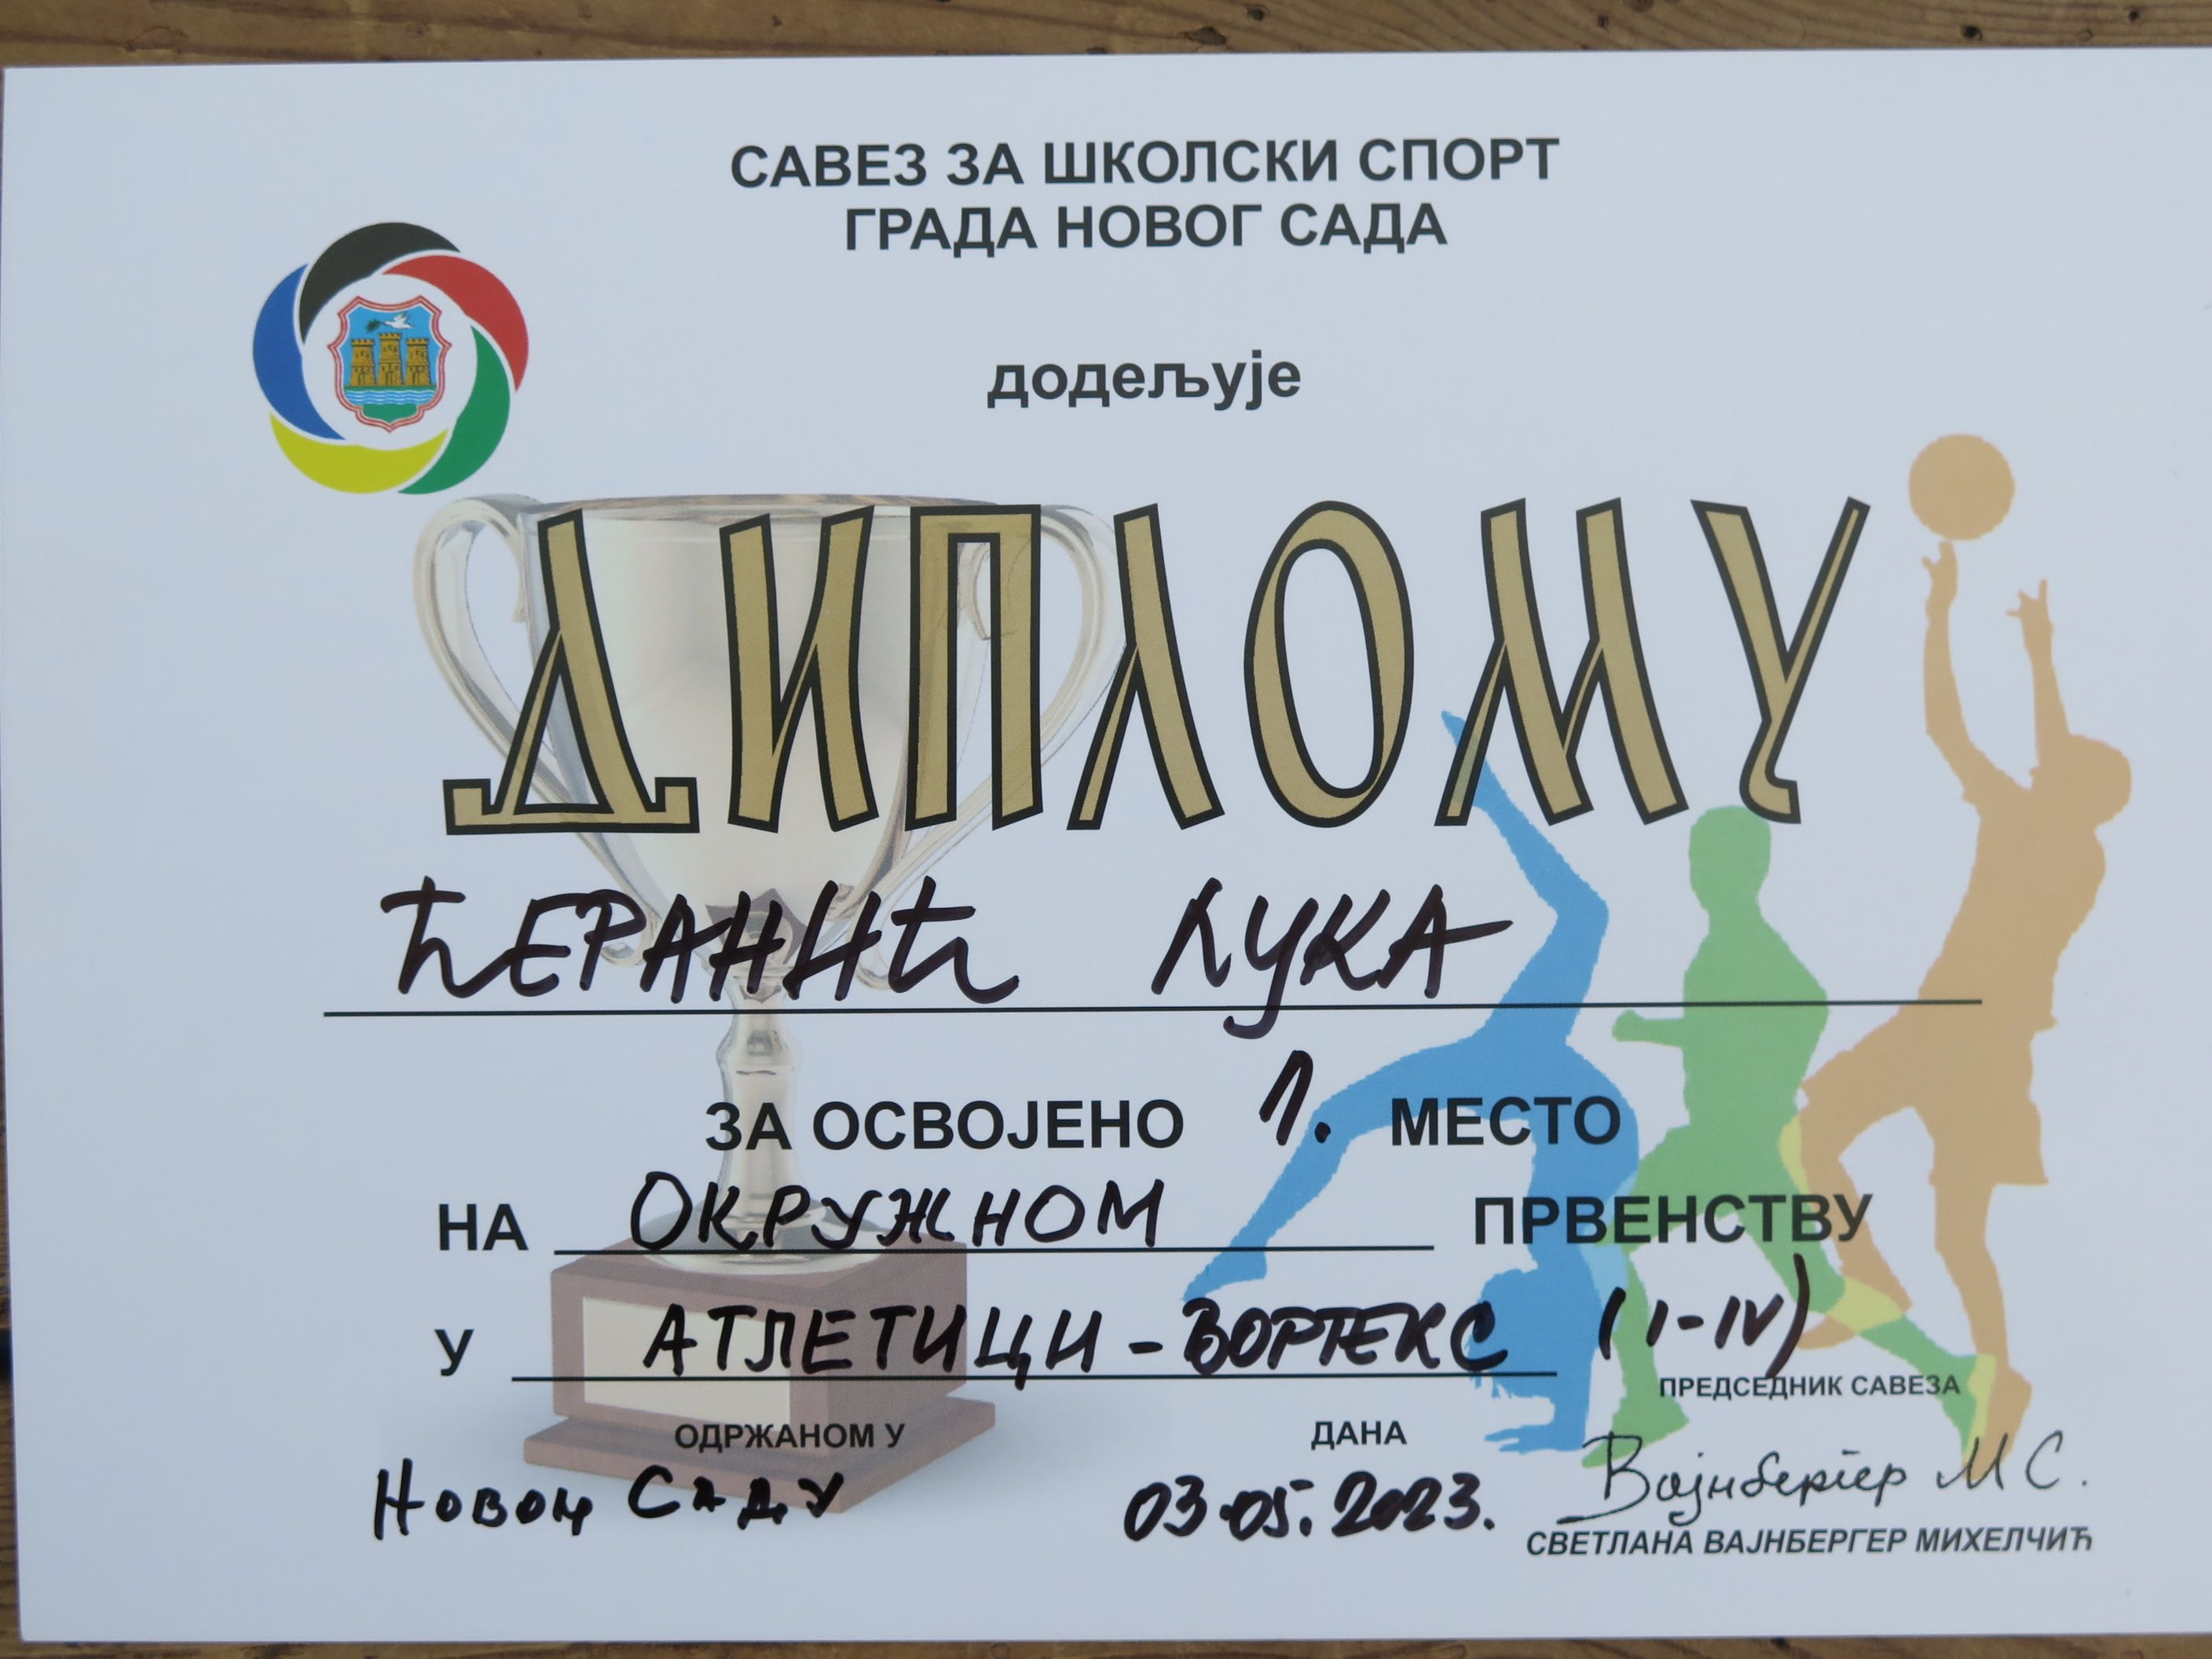 САВЕЗ ЗА ШКОЛСКИ СПОРТ
ГРАДА НОВОГ САДА
додељује
ДИПЛОМУ
ЋЕРАНИЋ ЛУКА
ЗА ОСВОЈЕНО 1. МЕСТО
НА ОКРУЖНОМ ПРВЕНСТВУ
У АТЛЕТИЦИ - ВОРТЕКС (I-IV)
ПРЕДСЕДНИК САВЕЗА
ОДРЖАНОМ У ДАНА
Новом Саду 03.05.2023. Вајнбергер М С.
СВЕТЛАНА ВАЈНБЕРГЕР МИХЕЛЧИЋ